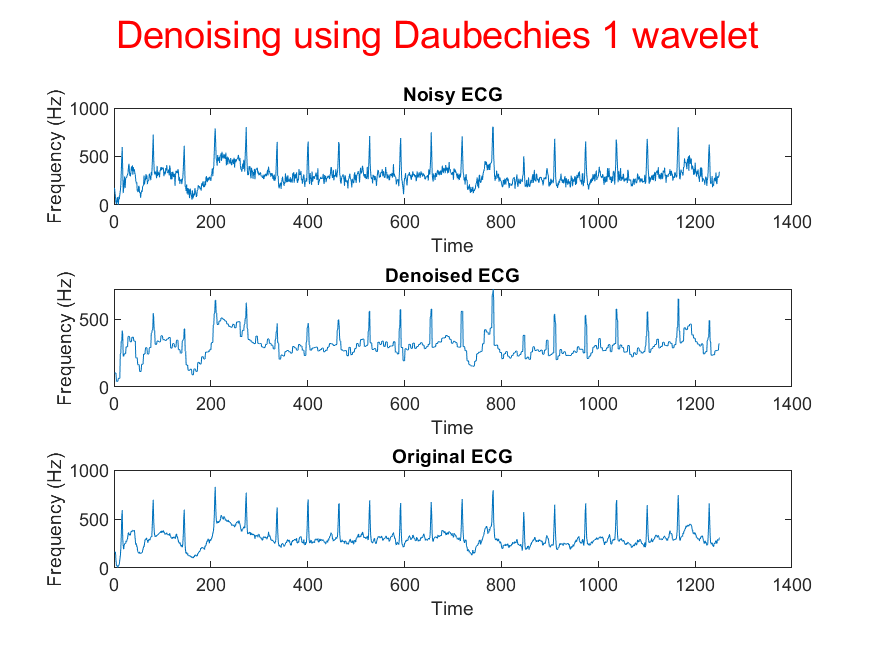 Denoising using Daubechies 1 wavelet
Noisy ECG
1000
500
0
Frequency (Hz)
0 200 400 600 800 1000 1200 1400
Time
Denoised ECG
500
0
Frequency (Hz)
0 200 400 600 800 1000 1200 1400
Time
Original ECG
1000
500
0
Frequency (Hz)
0 200 400 600 800 1000 1200 1400
Time